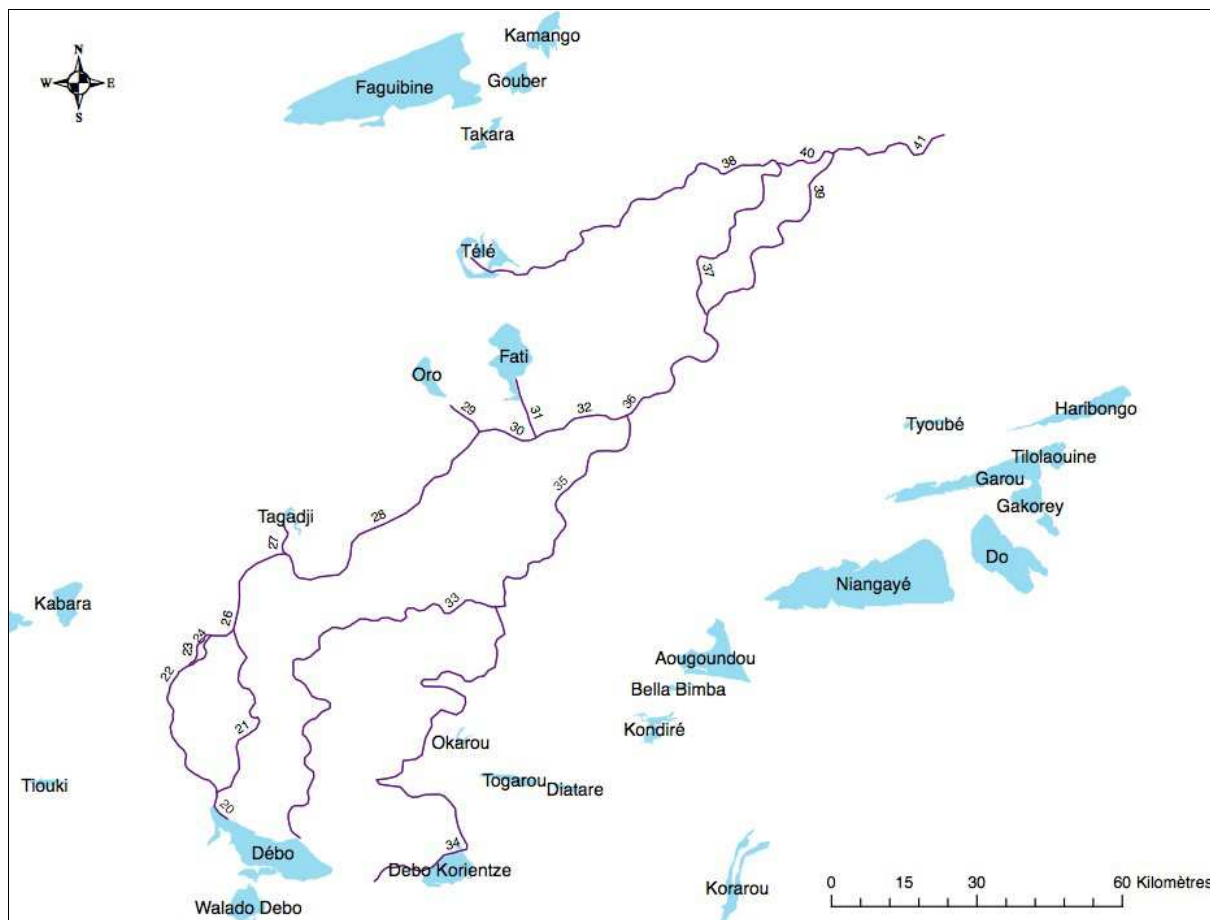 Kamango
N
W E
S
Faguibine
Gouber
Takara
38
40
41
39
Télé
37
Fati
Oro
29
31
32
36
30
Haribongo
Tyoubé
Tilolaouine
Garou
Gakorey
35
28
Tagadji
27
Do
Niangayé
Kabara
33
26
24
23
22
Aougoundou
Bella Bimba
21
Kondiré
Okarou
Tiouki
Togarou
Diatare
20
34
Débo
Debo Korientze
Korarou
0 15 30 60 Kilomètres
Walado Debo